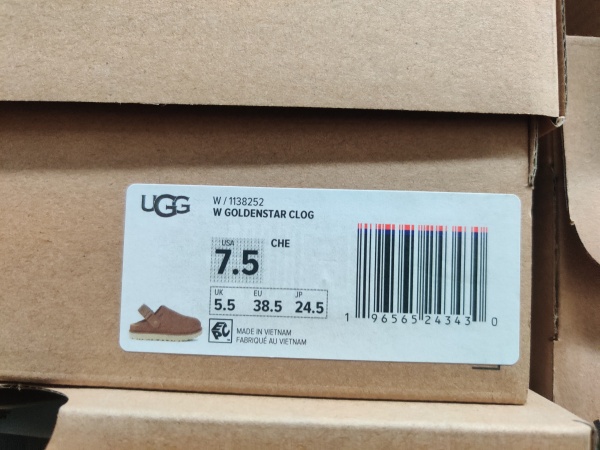 UGG
W / 1138252
W GOLDENSTAR CLOG
USA
7.5
CHE
UK EU JP
5.5 38.5 24.5
MADE IN VIETNAM
FABRIQUÉ AU VIETNAM
1 96565 24343 0